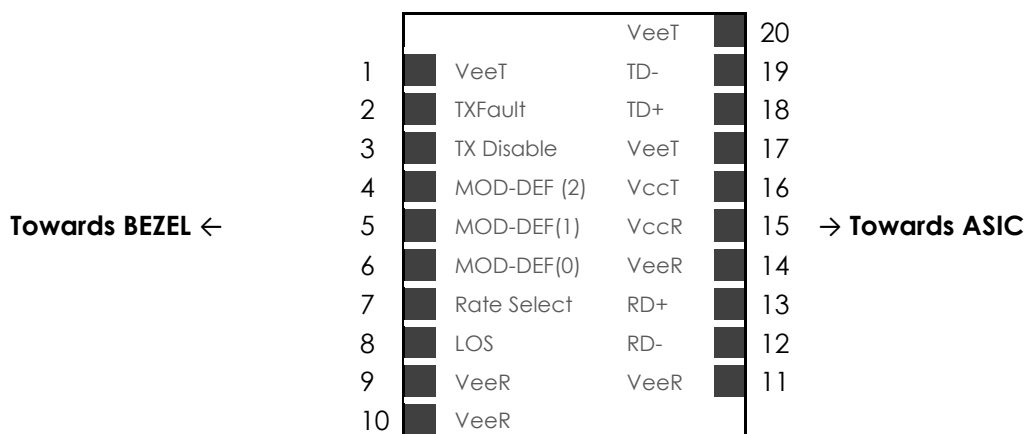 VeeT 20
1 VeeT TD- 19
2 TXFault TD+ 18
3 TX Disable VeeT 17
4 MOD-DEF (2) VccT 16
Towards BEZEL ← 5 MOD-DEF(1) VccR 15 → Towards ASIC
6 MOD-DEF(0) VeeR 14
7 Rate Select RD+ 13
8 LOS RD- 12
9 VeeR VeeR 11
10 VeeR